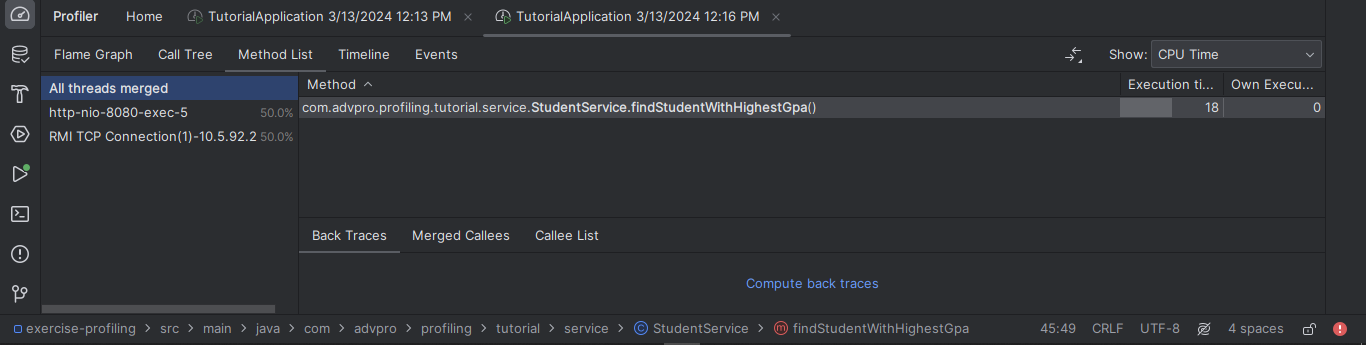 Profiler Home TutorialApplication 3/13/2024 12:13 PM TutorialApplication 3/13/2024 12:16 PM
Flame Graph Call Tree Method List Timeline Events Show: CPU Time
All threads merged Method Execution ti... Own Execu...
http-nio-8080-exec-5 50.0% com.advpro.profiling.tutorial.service.StudentService.findStudentWithHighestGpa() 18 0
RMI TCP Connection(1)-10.5.92.2 50.0%
Back Traces Merged Callees Callee List
Compute back traces
exercise-profiling > src > main > java > com > advpro > profiling > tutorial > service > StudentService > findStudentWithHighestGpa 45:49 CRLF UTF-8 4 spaces